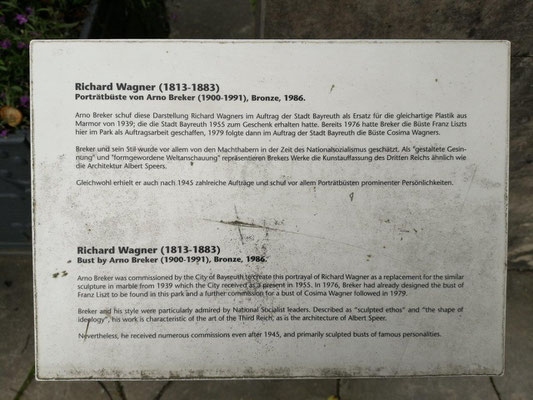 Richard Wagner (1813-1883)
Porträtbüste von Arno Breker (1900-1991), Bronze, 1986.
Arno Breker schuf diese Darstellung Richard Wagners im Auftrag der Stadt Bayreuth als Ersatz für die gleichartige Plastik aus
Marmor von 1939; die die Stadt Bayreuth 1955 zum Geschenk erhalten hatte. Bereits 1976 hatte Breker die Büste Franz Liszts
hier im Park als Auftragsarbeit geschaffen, 1979 folgte dann im Auftrag der Stadt Bayreuth die Büste Cosima Wagners.
Breker und sein Stil wurde vor allem von den Machthabern in der Zeit des Nationalsozialismus geschätzt. Als "gestaltete Gesin-
nung" und "formgewordene Weltanschauung" repräsentieren Brekers Werke die Kunstauffassung des Dritten Reichs ähnlich wie
die Architektur Albert Speers.
Gleichwohl erhielt er auch nach 1945 zahlreiche Aufträge und schuf vor allem Porträtbüsten prominenter Persönlichkeiten.
Richard Wagner (1813-1883)
Bust by Arno Breker (1900-1991), Bronze, 1986.
Arno Breker was commissioned by the City of Bayreuth to create this portrayal of Richard Wagner as a replacement for the similar
sculpture in marble from 1939 which the City received as a present in 1955. In 1976, Breker had already designed the bust of
Franz Liszt to be found in this park and a further commission for a bust of Cosima Wagner followed in 1979.
Breker and his style were particularly admired by National Socialist leaders. Described as "sculpted ethos" and "the shape of
ideology", his work is characteristic of the art of the Third Reich, as is the architecture of Albert Speer.
Nevertheless, he received numerous commissions even after 1945, and primarily sculpted busts of famous personalities.